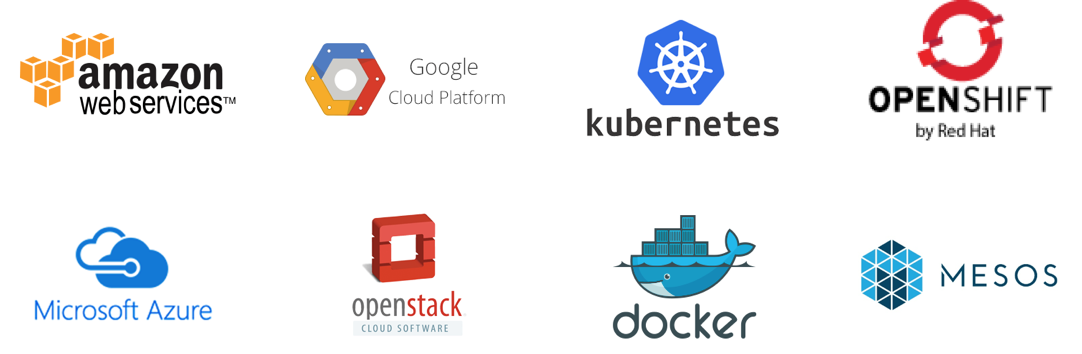 amazon
web services™
Google
Cloud Platform
kubernetes
OPENSHIFT
by Red Hat
Microsoft Azure
openstack
CLOUD SOFTWARE
docker
MESOS